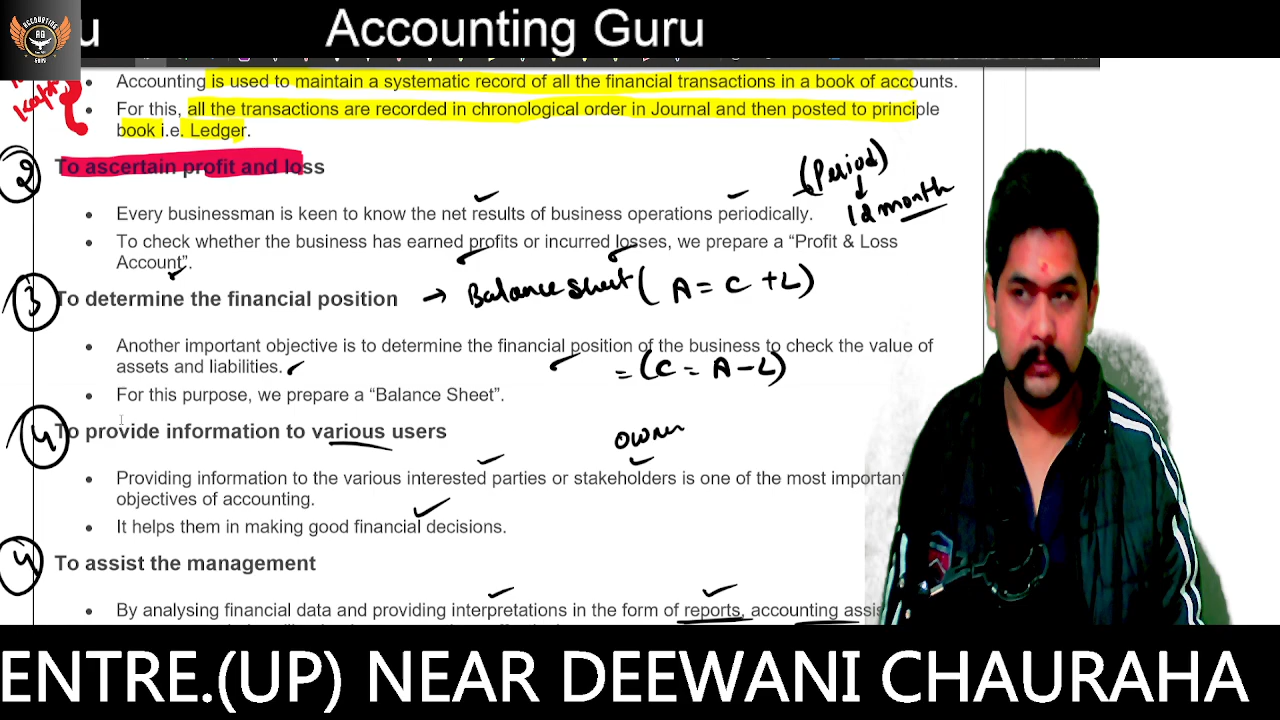 u Accounting Guru
ACCOUNTING
AG
GURU
Accounting is used to maintain a systematic record of all the financial transactions in a book of accounts.
For this, all the transactions are recorded in chronological order in Journal and then posted to principle
book i.e. Ledger.
2 To ascertain profit and loss
(Period)
12 month
Every businessman is keen to know the net results of business operations periodically.
To check whether the business has earned profits or incurred losses, we prepare a “Profit & Loss
Account”.
3 To determine the financial position → Balance sheet ( A = C + L)
Another important objective is to determine the financial position of the business to check the value of
assets and liabilities.
= (C = A - L)
For this purpose, we prepare a “Balance Sheet”.
4 To provide information to various users
owner
Providing information to the various interested parties or stakeholders is one of the most important
objectives of accounting.
It helps them in making good financial decisions.
4 To assist the management
By analysing financial data and providing interpretations in the form of reports, accounting assis
ENTRE.(UP) NEAR DEEWANI CHAURAHA